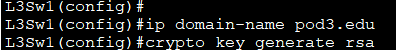 L3Sw1(config)#
L3Sw1(config)#ip domain-name pod3.edu
L3Sw1(config)#crypto key generate rsa